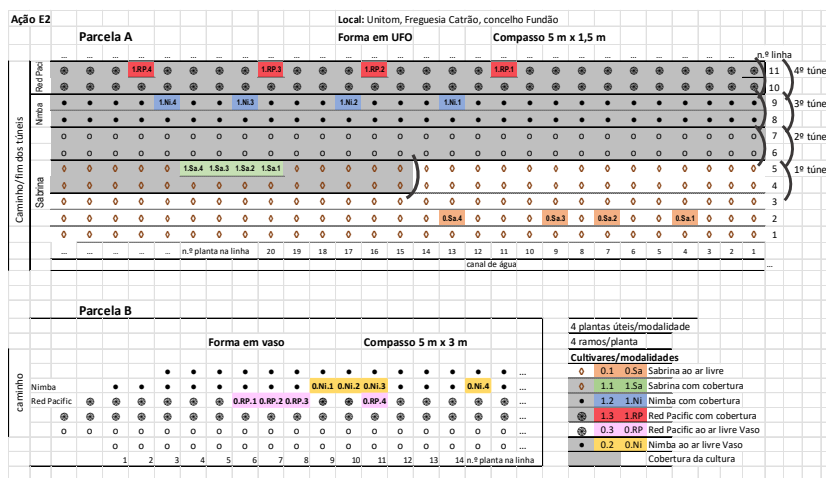 Ação E2 Local: Unitom, Freguesia Catrão, concelho Fundão
Parcela A Forma em UFO Compasso 5 m x 1,5 m
... ... ... ... ... ... ... ... ... ... ... ... ... ... ... ... ... ... ... ... ... ... ... ... ... ... ... n.º linha
Red Paci 1.RP.4 1.RP.3 1.RP.2 1.RP.1 11 4º túne
10
Nimba 1.Ni.4 1.Ni.3 1.Ni.2 1.Ni.1 9 3º túne
8
7 2º túne
6
1.Sa.4 1.Sa.3 1.Sa.2 1.Sa.1 5 1º túne
4
Sabrina 3
0.Sa.4 0.Sa.3 0.Sa.2 0.Sa.1 2
1
Caminho/fim dos túneis
... ... ... ... ... n.º planta na linha 20 19 18 17 16 15 14 13 12 11 10 9 8 7 6 5 4 3 2 1
canal de água ...
Parcela B
4 plantas úteis/modalidade
Forma em vaso Compasso 5 m x 3 m
4 ramos/planta
Cultivares/modalidades
caminho
...
Nimba 0.Ni.1 0.Ni.2 0.Ni.3 0.Ni.4 ...
Red Pacific 0.RP.1 0.RP.2 0.RP.3 0.RP.4 ...
...
...
...
1 2 3 4 5 6 7 8 9 10 11 12 13 14 n.º planta na linha
0.1 0.Sa Sabrina ao ar livre
1.1 1.Sa Sabrina com cobertura
1.2 1.Ni Nimba com cobertura
1.3 1.RP Red Pacific com cobertura
0.3 0.RP Red Pacific ao ar livre Vaso
0.2 0.Ni Nimba ao ar livre Vaso
Cobertura da cultura